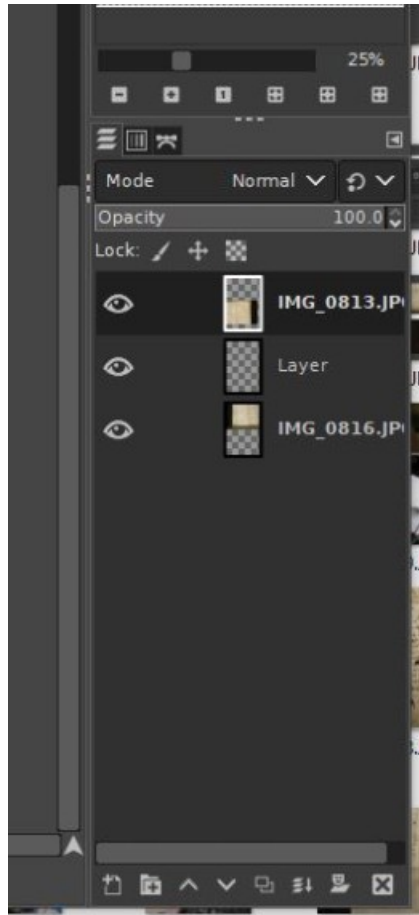 25%
Mode Normal
Opacity 100.0
Lock:
IMG_0813.JP
Layer
IMG_0816.JP